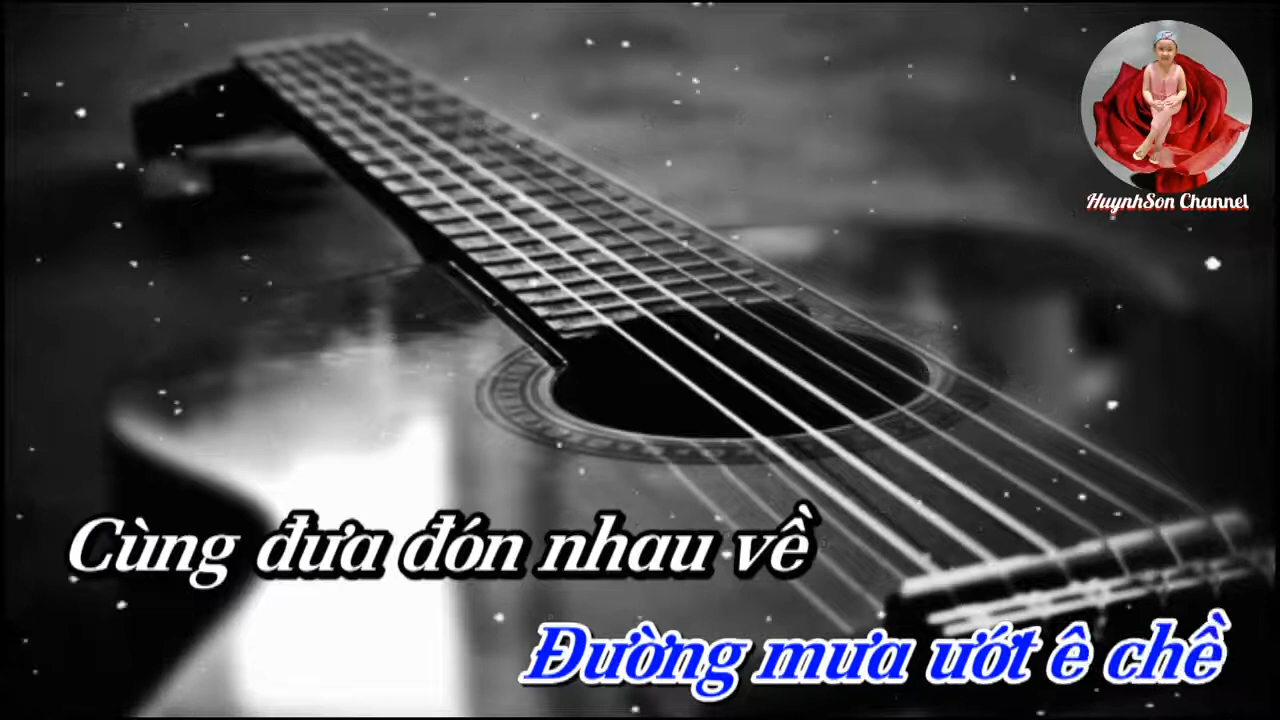 HuynhSon Channel
Cùng đưa đón nhau về
Đường mưa ướt ê chề